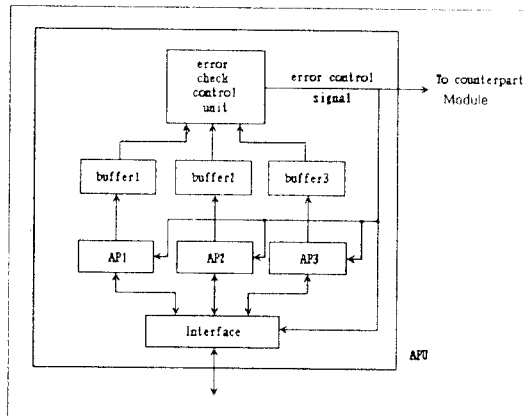 error
check
control
unit
error control
signal
To counterpart
Module
buffer1
buffer2
buffer3
AP1
AP2
AP3
Interface
APU